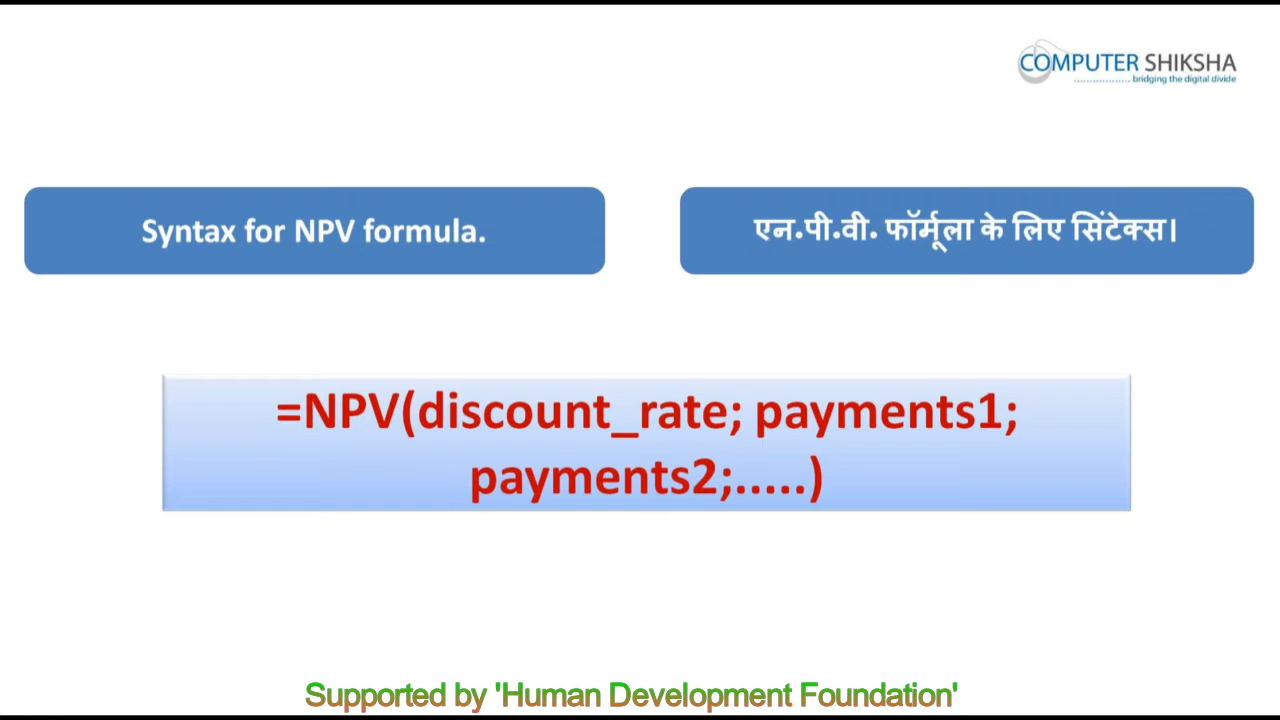 COMPUTER SHIKSHA
bridging the digital divide
Syntax for NPV formula.
एन.पी.वी. फॉर्मूला के लिए सिंटेक्स।
=NPV(discount_rate; payments1;
payments2;.....)
Supported by 'Human Development Foundation'